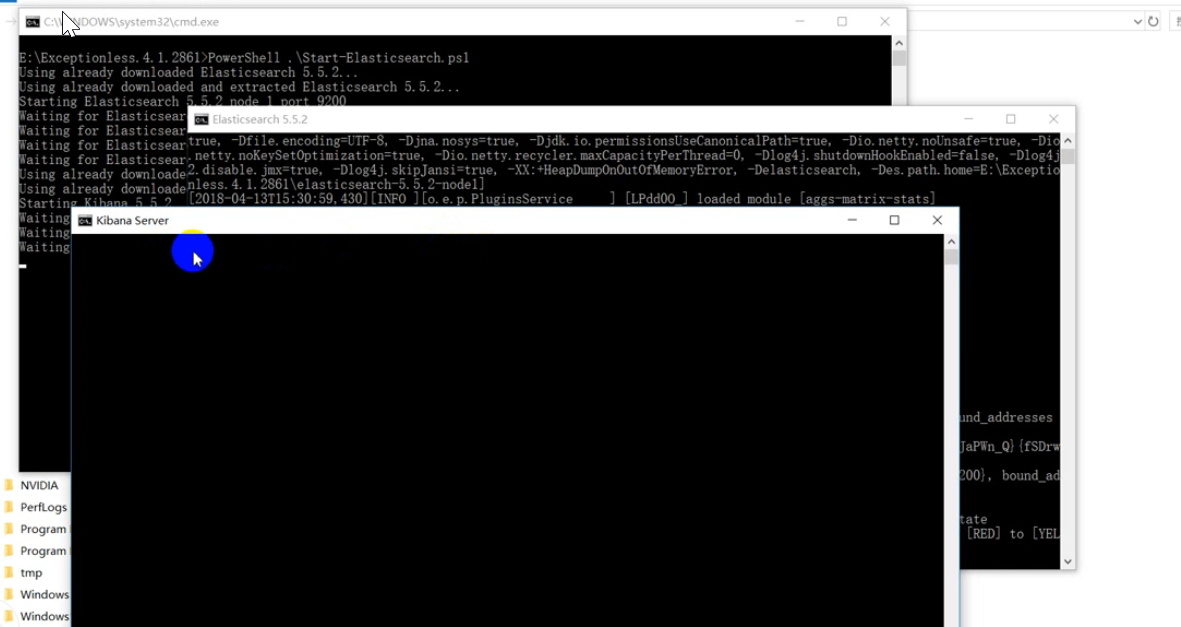 C:\WINDOWS\system32\cmd.exe
E:\Exceptionless.4.1.2861>PowerShell .\Start-Elasticsearch.ps1
Using already downloaded Elasticsearch 5.5.2...
Using already downloaded and extracted Elasticsearch 5.5.2...
Starting Elasticsearch 5.5.2 node 1 port 9200
Waiting for Elasticsear
Waiting for Elasticsear
Waiting for Elasticsear
Waiting for Elasticsear
Using already downloade
Using already downloade
Starting Kibana 5.5.2
Waiting
Waiting
Waiting
Elasticsearch 5.5.2
true, -Dfile.encoding=UTF-8, -Djna.nosys=true, -Djdk.io.permissionsUseCanonicalPath=true, -Dio.netty.noUnsafe=true, -Dio
.netty.noKeySetOptimization=true, -Dio.netty.recycler.maxCapacityPerThread=0, -Dlog4j.shutdownHookEnabled=false, -Dlog4j
2.disable.jmx=true, -Dlog4j.skipJansi=true, -XX:+HeapDumpOnOutOfMemoryError, -Delasticsearch, -Des.path.home=E:\Exceptio
nless.4.1.2861\elasticsearch-5.5.2-node1]
[2018-04-13T15:30:59,430][INFO ][o.e.p.PluginsService     ] [LPddOO_] loaded module [aggs-matrix-stats]
Kibana Server
und_addresses
JaPWn_Q}{fSDrw
200}, bound_ad
tate
[RED] to [YEL
NVIDIA
PerfLogs
Program
Program
tmp
Windows
Windows